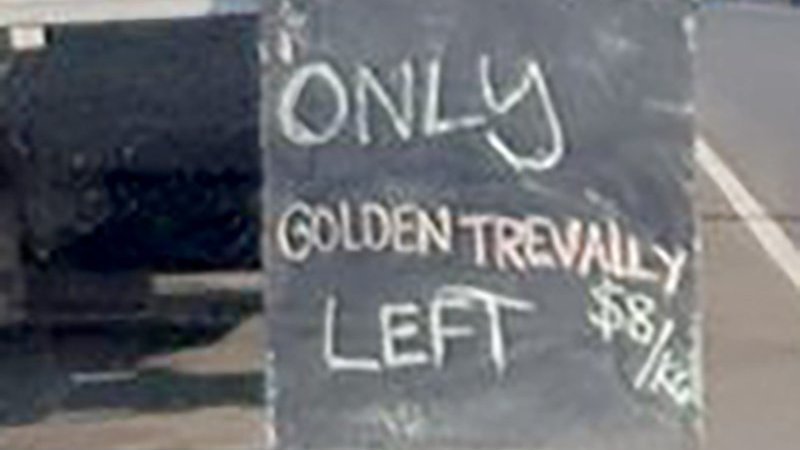 ONLY
GOLDEN TREVALLY
LEFT
$8/KG